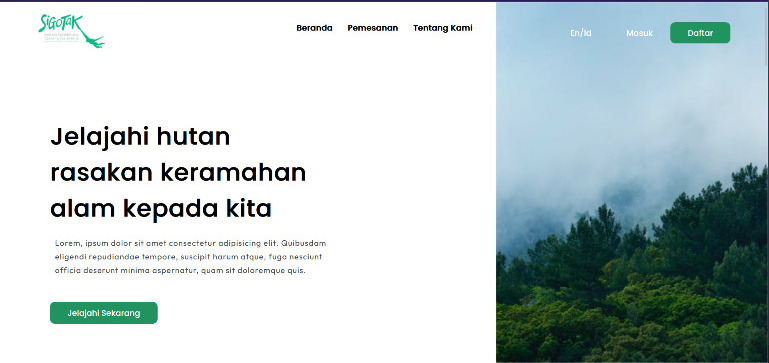 SiGOTaK
Beranda Pemesanan Tentang Kami
En/Id Masuk Daftar
Jelajahi hutan
rasakan keramahan
alam kepada kita
Lorem, ipsum dolor sit amet consectetur adipisicing elit. Quibusdam
eligendi repudiandae tempore, suscipit harum atque, fuga nesciunt
officia deserunt minima aspernatur, quam sit doloremque quis.
Jelajahi Sekarang